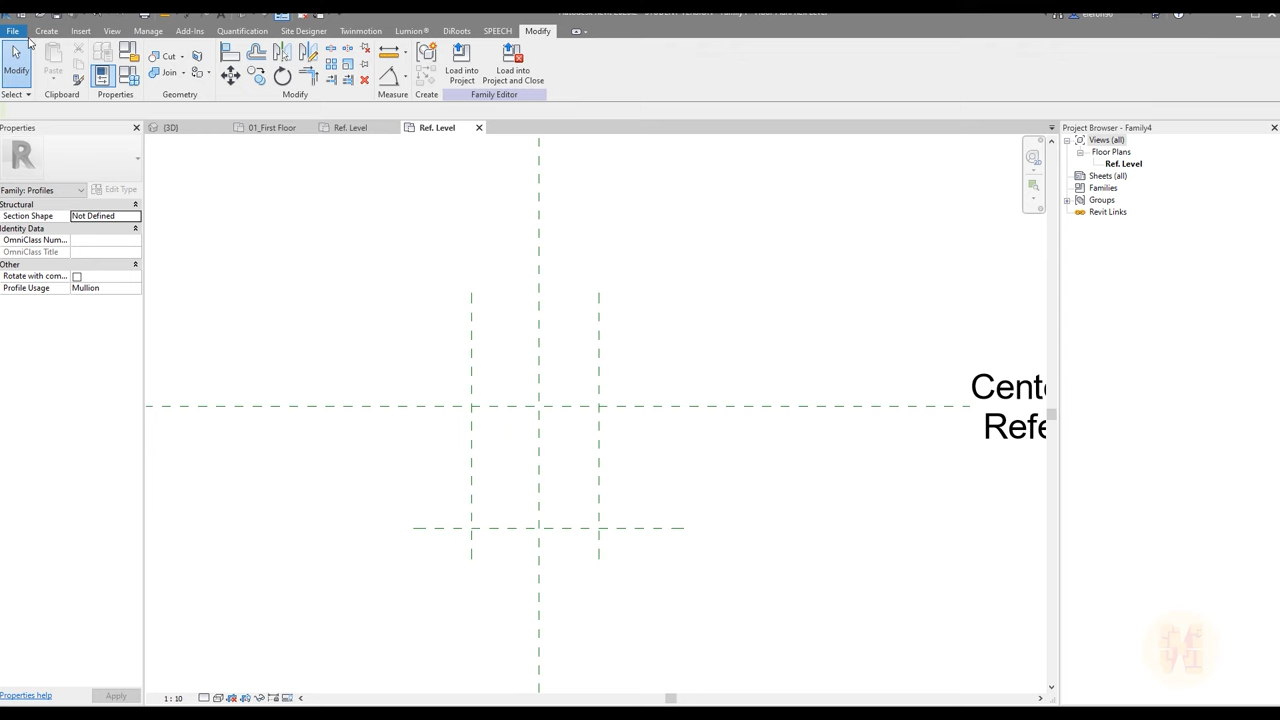 File Create Insert View Manage Add-Ins Quantification Site Designer Twinmotion Lumion® DiRoots SPEECH Modify
Modify Paste Cut Join Load into Project Load into Project and Close
Select Clipboard Properties Geometry Modify Measure Create Family Editor
Properties
(3D) 01_First Floor Ref. Level Ref. Level
Project Browser - Family4
Views (all)
Floor Plans
Ref. Level
Sheets (all)
Families
Groups
Revit Links
Family: Profiles Edit Type
Structural
Section Shape Not Defined
Identity Data
OmniClass Num...
OmniClass Title
Other
Rotate with com...
Profile Usage Mullion
Cente
Refe
Properties help Apply
1 : 10